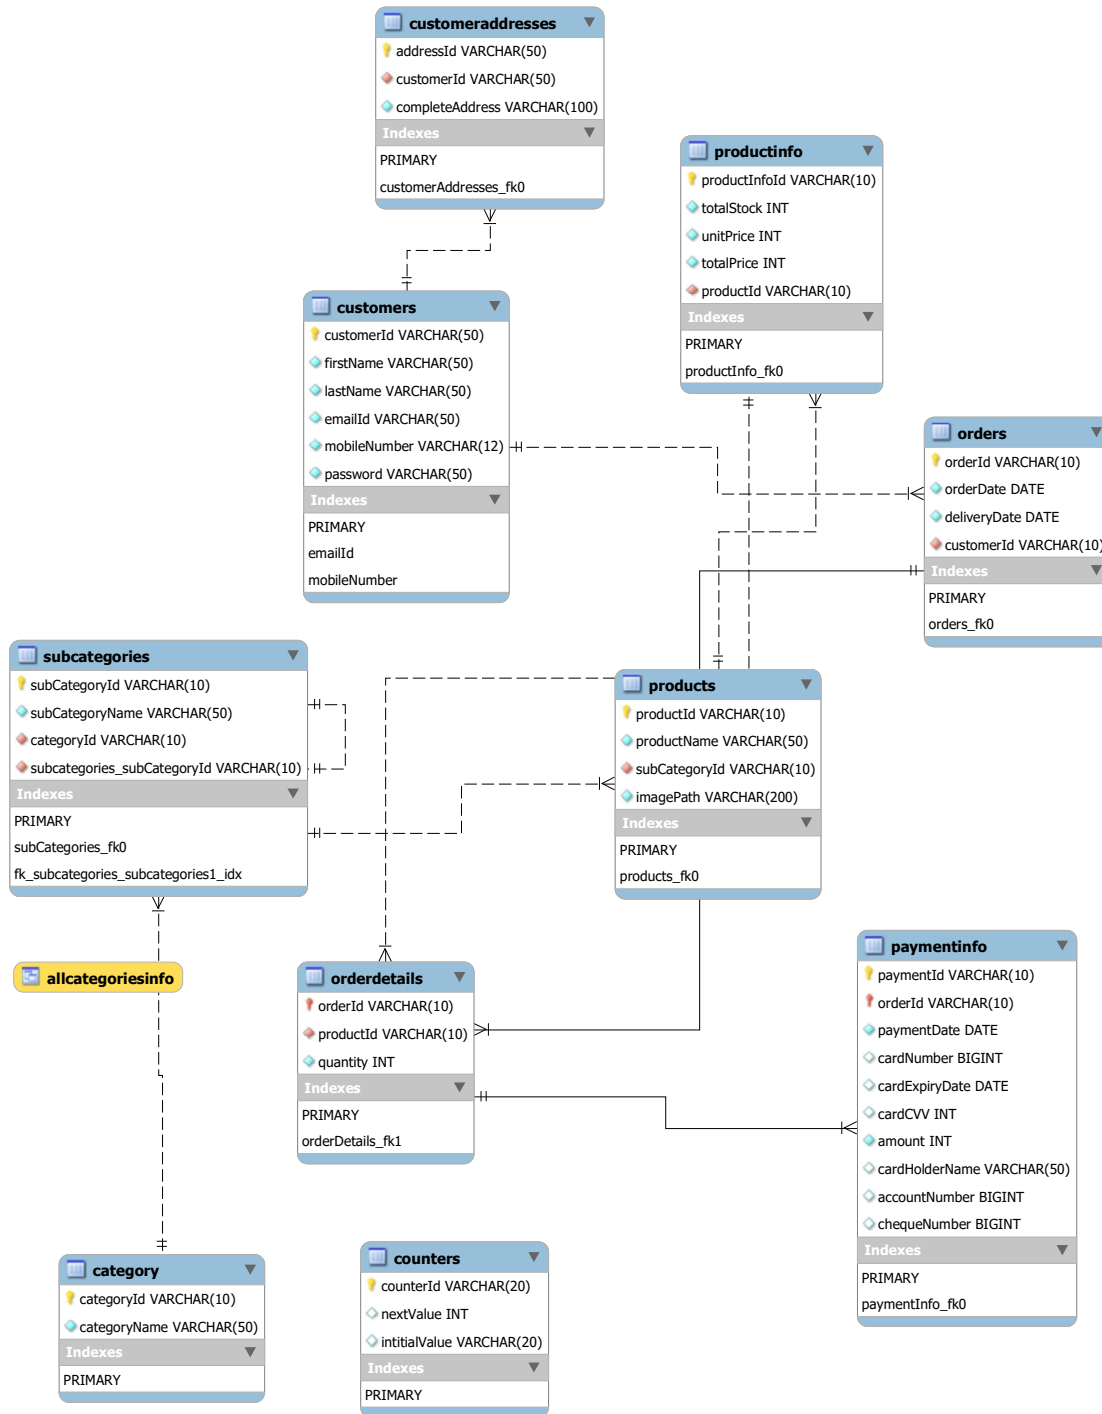 customeraddresses
addressId VARCHAR(50)
customerId VARCHAR(50)
completeAddress VARCHAR(100)
Indexes
PRIMARY
customerAddresses_fk0
productinfo
productInfoId VARCHAR(10)
totalStock INT
unitPrice INT
totalPrice INT
productId VARCHAR(10)
Indexes
PRIMARY
productInfo_fk0
customers
customerId VARCHAR(50)
firstName VARCHAR(50)
lastName VARCHAR(50)
emailId VARCHAR(50)
mobileNumber VARCHAR(12)
password VARCHAR(50)
Indexes
PRIMARY
emailId
mobileNumber
orders
orderId VARCHAR(10)
orderDate DATE
deliveryDate DATE
customerId VARCHAR(10)
Indexes
PRIMARY
orders_fk0
subcategories
subCategoryId VARCHAR(10)
subCategoryName VARCHAR(50)
categoryId VARCHAR(10)
subcategories_subCategoryId VARCHAR(10)
Indexes
PRIMARY
subCategories_fk0
fk_subcategories_subcategories1_idx
products
productId VARCHAR(10)
productName VARCHAR(50)
subCategoryId VARCHAR(10)
imagePath VARCHAR(200)
Indexes
PRIMARY
products_fk0
allcategoriesinfo
orderdetails
orderId VARCHAR(10)
productId VARCHAR(10)
quantity INT
Indexes
PRIMARY
orderDetails_fk1
paymentinfo
paymentId VARCHAR(10)
orderId VARCHAR(10)
paymentDate DATE
cardNumber BIGINT
cardExpiryDate DATE
cardCVV INT
amount INT
cardHolderName VARCHAR(50)
accountNumber BIGINT
chequeNumber BIGINT
Indexes
PRIMARY
paymentInfo_fk0
category
categoryId VARCHAR(10)
categoryName VARCHAR(50)
Indexes
PRIMARY
counters
counterId VARCHAR(20)
nextValue INT
intitialValue VARCHAR(20)
Indexes
PRIMARY